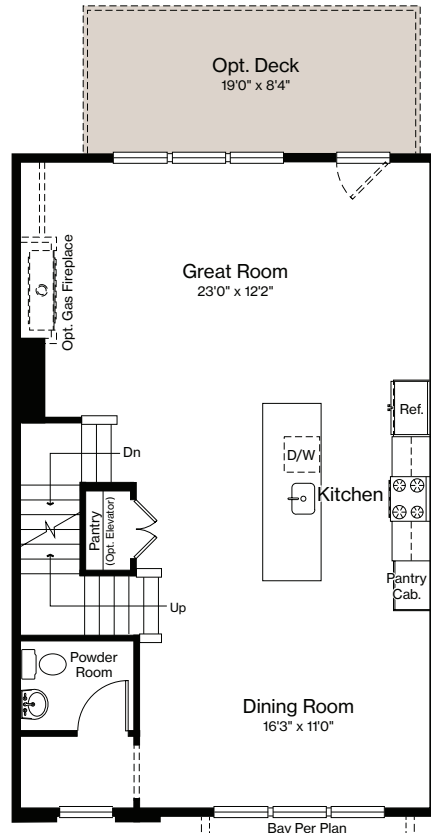 Opt. Deck
19'0" x 8'4"
Great Room
23'0" x 12'2"
Opt. Gas Fireplace
Ref.
Dn
D/W
Kitchen
Pantry
(Opt. Elevator)
Pantry
Cab.
Up
Powder
Room
Dining Room
16'3" x 11'0"
Bay Per Plan